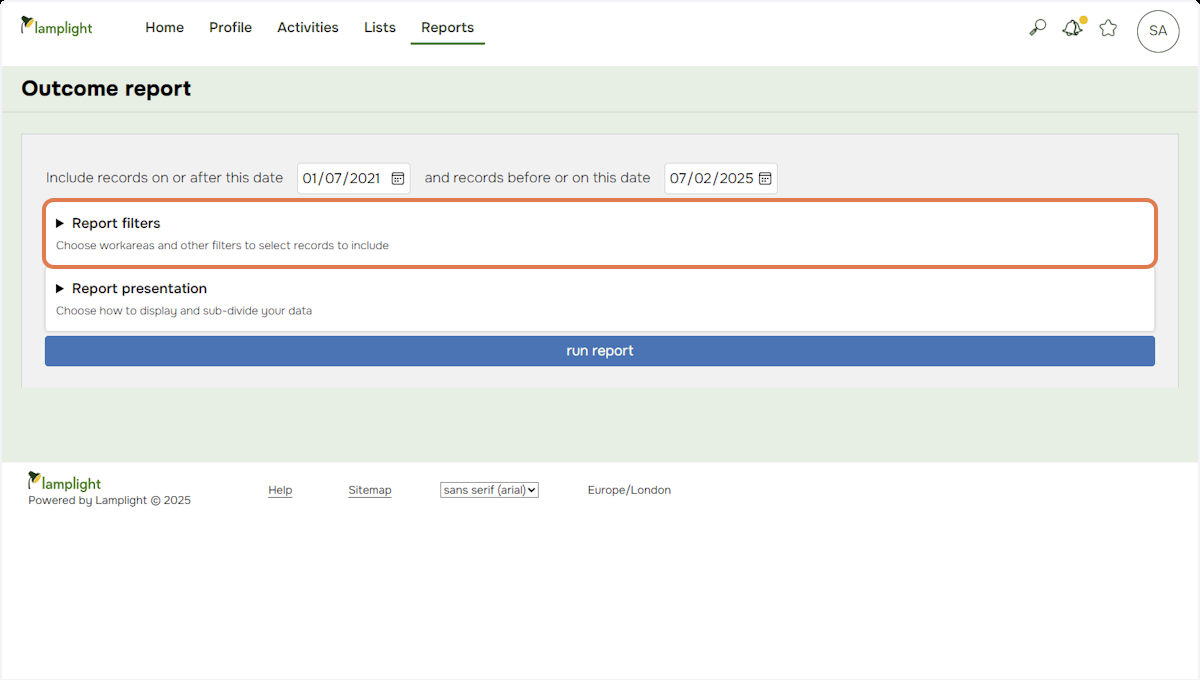 lamplight
Home Profile Activities Lists Reports
SA
Outcome report
Include records on or after this date 01/07/2021 and records before or on this date 07/02/2025
Report filters
Choose workareas and other filters to select records to include
Report presentation
Choose how to display and sub-divide your data
run report
lamplight
Powered by Lamplight © 2025
Help Sitemap sans serif (arial) Europe/London